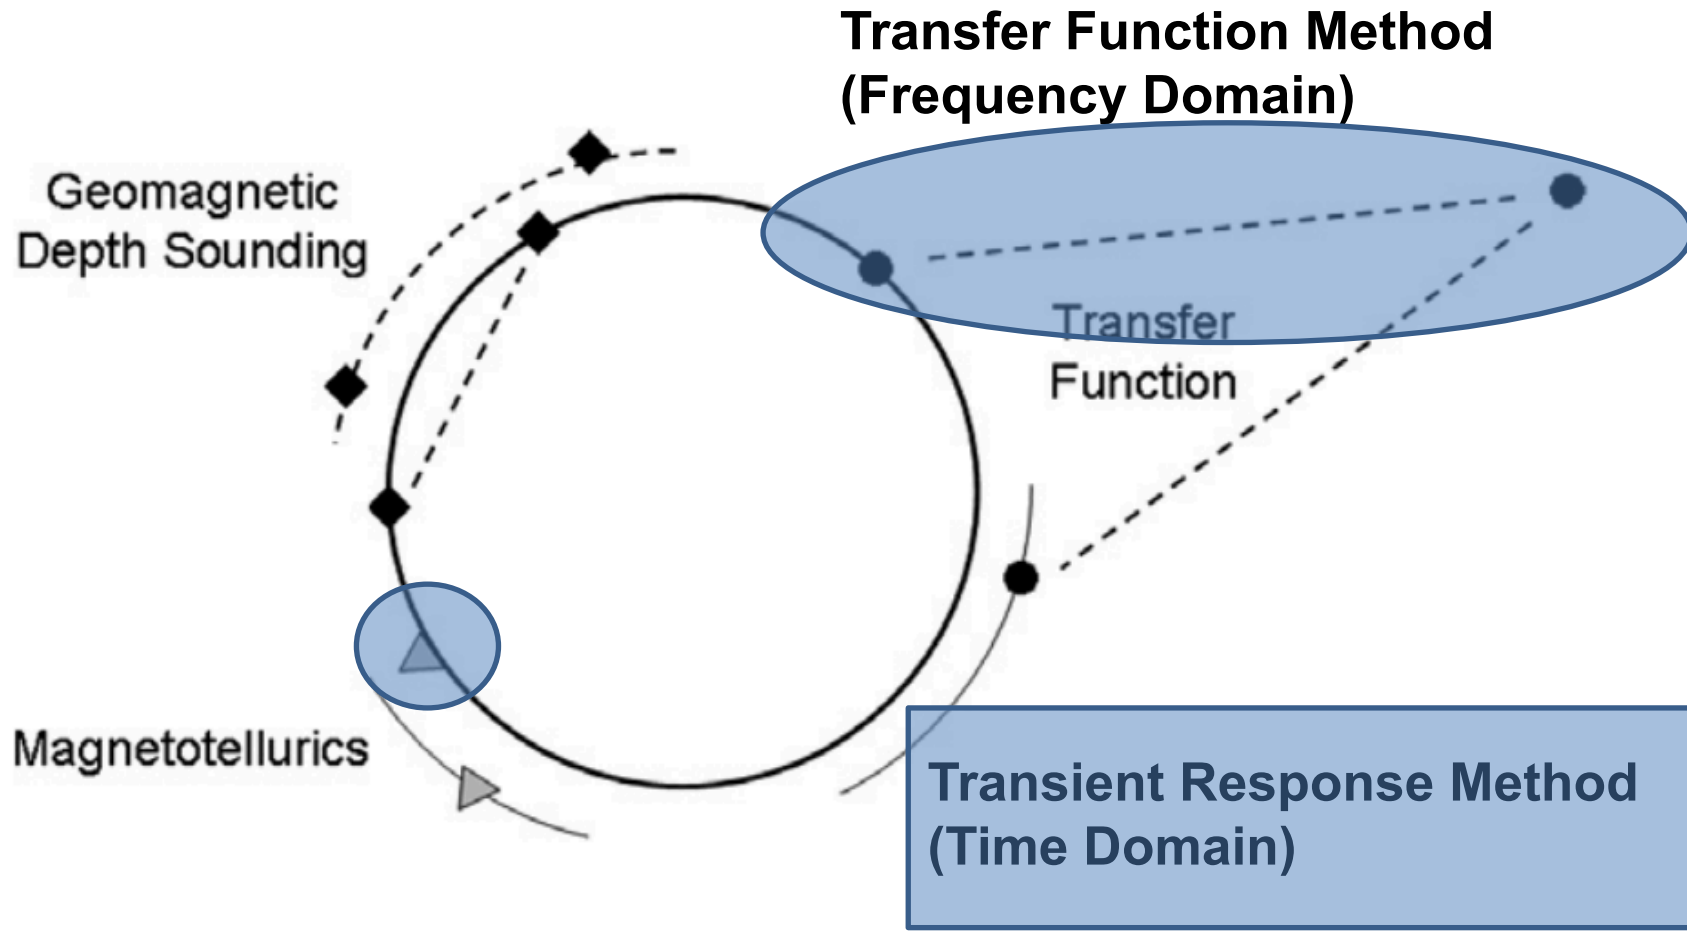 Transfer Function Method
(Frequency Domain)
Geomagnetic
Depth Sounding
Transfer
Function
Magnetotellurics
Transient Response Method
(Time Domain)